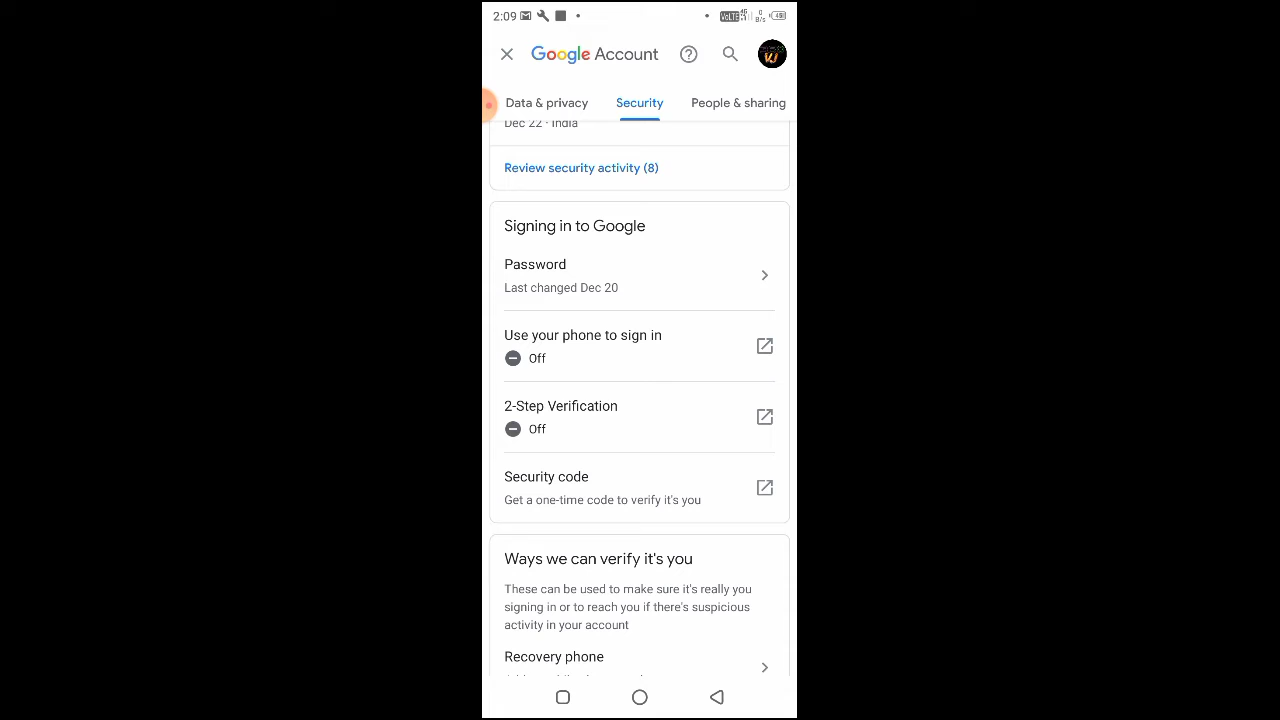 2:09
Google Account
Data & privacy Security People & sharing
Dec 22 · India
Review security activity (8)
Signing in to Google
Password
Last changed Dec 20
Use your phone to sign in
Off
2-Step Verification
Off
Security code
Get a one-time code to verify it's you
Ways we can verify it's you
These can be used to make sure it's really you
signing in or to reach you if there's suspicious
activity in your account
Recovery phone